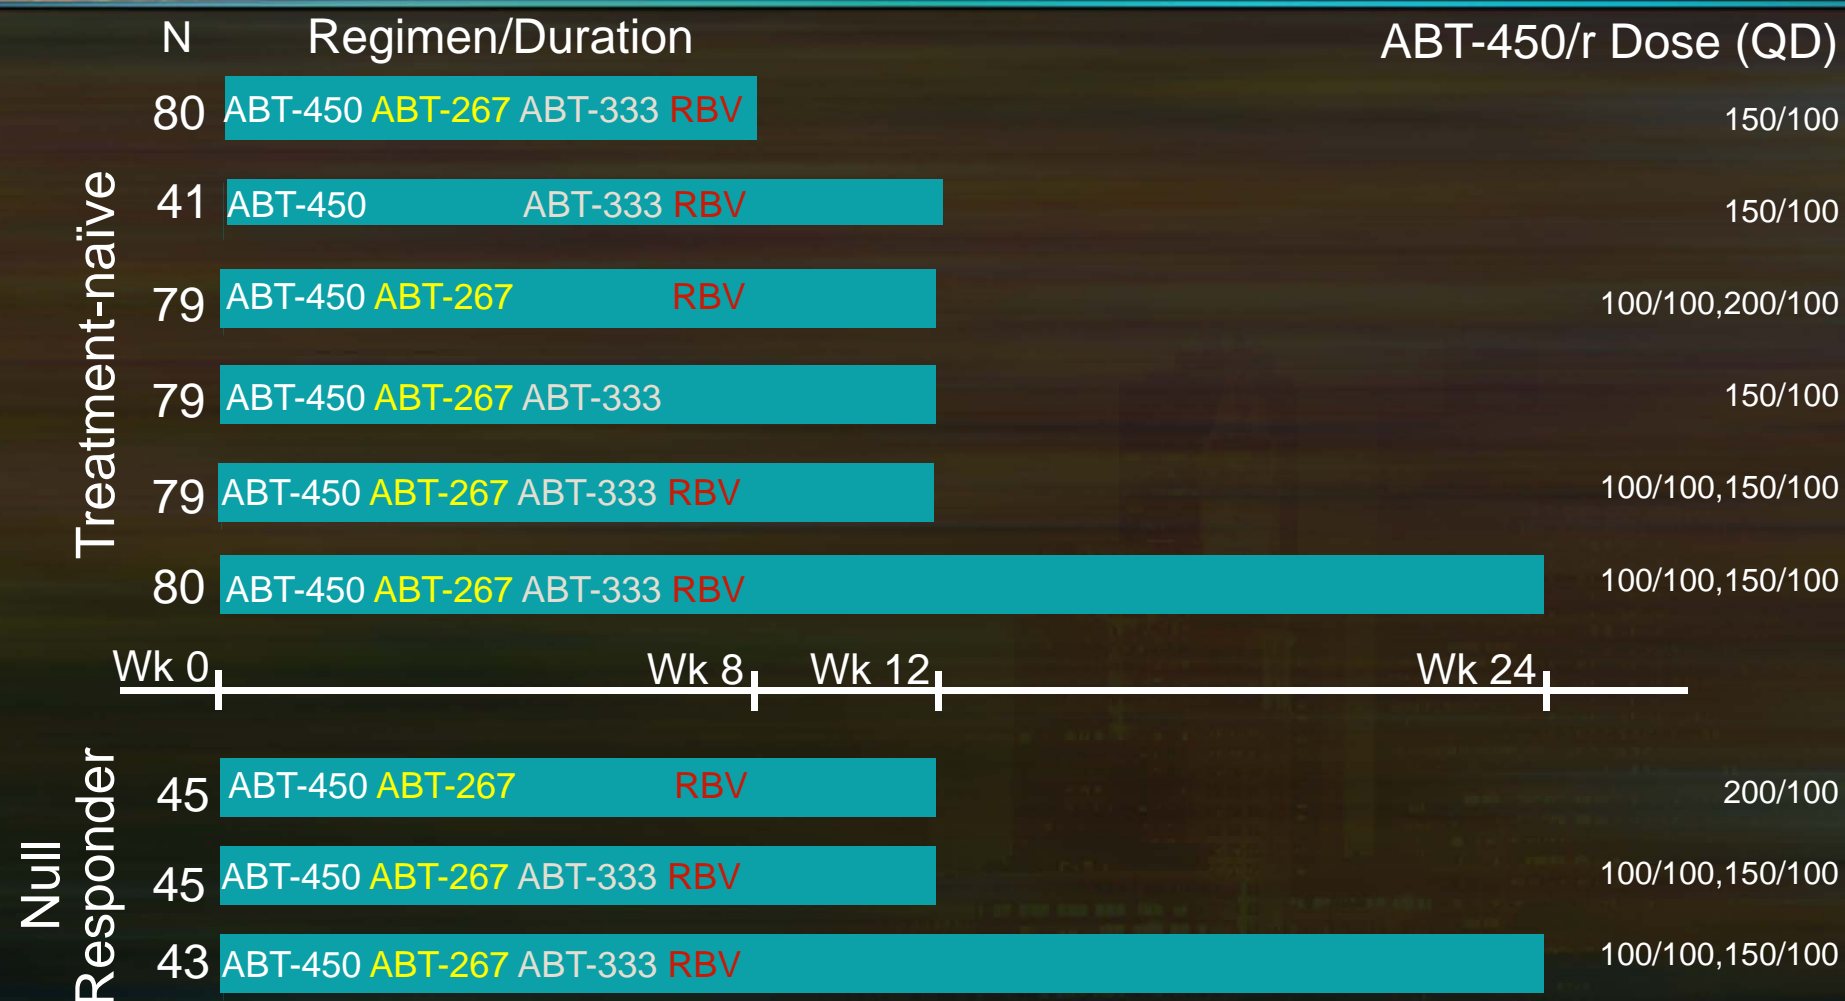 N Regimen/Duration ABT-450/r Dose (QD)
Treatment-naïve
80 ABT-450 ABT-267 ABT-333 RBV 150/100
41 ABT-450 ABT-333 RBV 150/100
79 ABT-450 ABT-267 RBV 100/100,200/100
79 ABT-450 ABT-267 ABT-333 150/100
79 ABT-450 ABT-267 ABT-333 RBV 100/100,150/100
80 ABT-450 ABT-267 ABT-333 RBV 100/100,150/100
Wk 0 Wk 8 Wk 12 Wk 24
Null
Responder
45 ABT-450 ABT-267 RBV 200/100
45 ABT-450 ABT-267 ABT-333 RBV 100/100,150/100
43 ABT-450 ABT-267 ABT-333 RBV 100/100,150/100